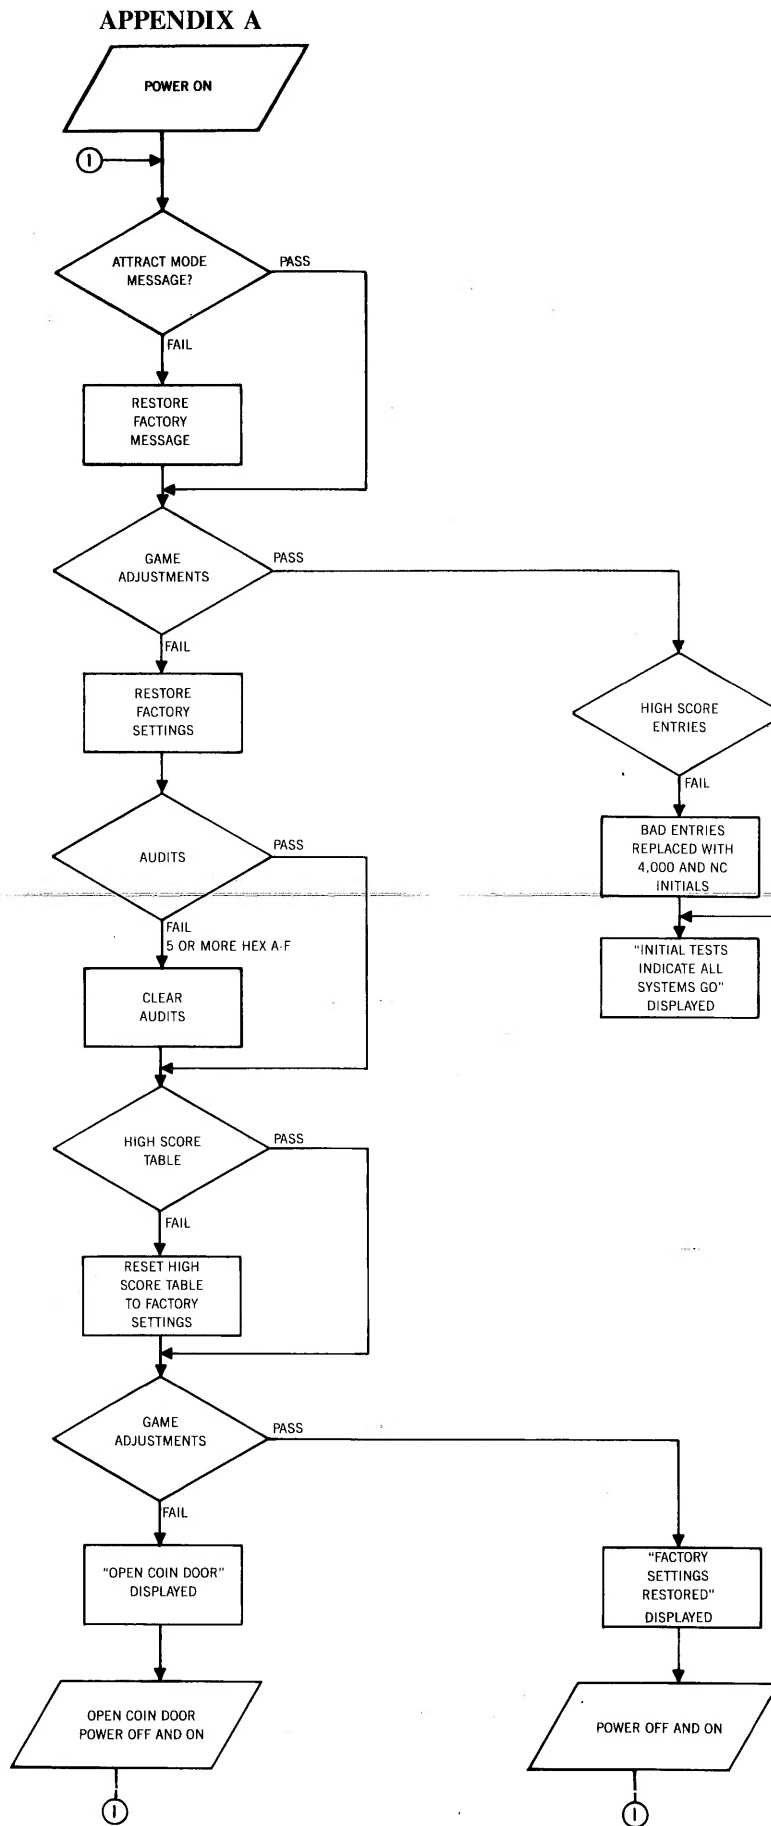 APPENDIX A
POWER ON
1
ATTRACT MODE
MESSAGE?
PASS
FAIL
RESTORE
FACTORY
MESSAGE
GAME
ADJUSTMENTS
PASS
FAIL
RESTORE
FACTORY
SETTINGS
HIGH SCORE
ENTRIES
FAIL
BAD ENTRIES
REPLACED WITH
4,000 AND NC
INITIALS
"INITIAL TESTS
INDICATE ALL
SYSTEMS GO"
DISPLAYED
AUDITS
PASS
FAIL
5 OR MORE HEX A-F
CLEAR
AUDITS
HIGH SCORE
TABLE
PASS
FAIL
RESET HIGH
SCORE TABLE
TO FACTORY
SETTINGS
GAME
ADJUSTMENTS
PASS
FAIL
"OPEN COIN DOOR"
DISPLAYED
"FACTORY
SETTINGS
RESTORED"
DISPLAYED
OPEN COIN DOOR
POWER OFF AND ON
POWER OFF AND ON
1
1